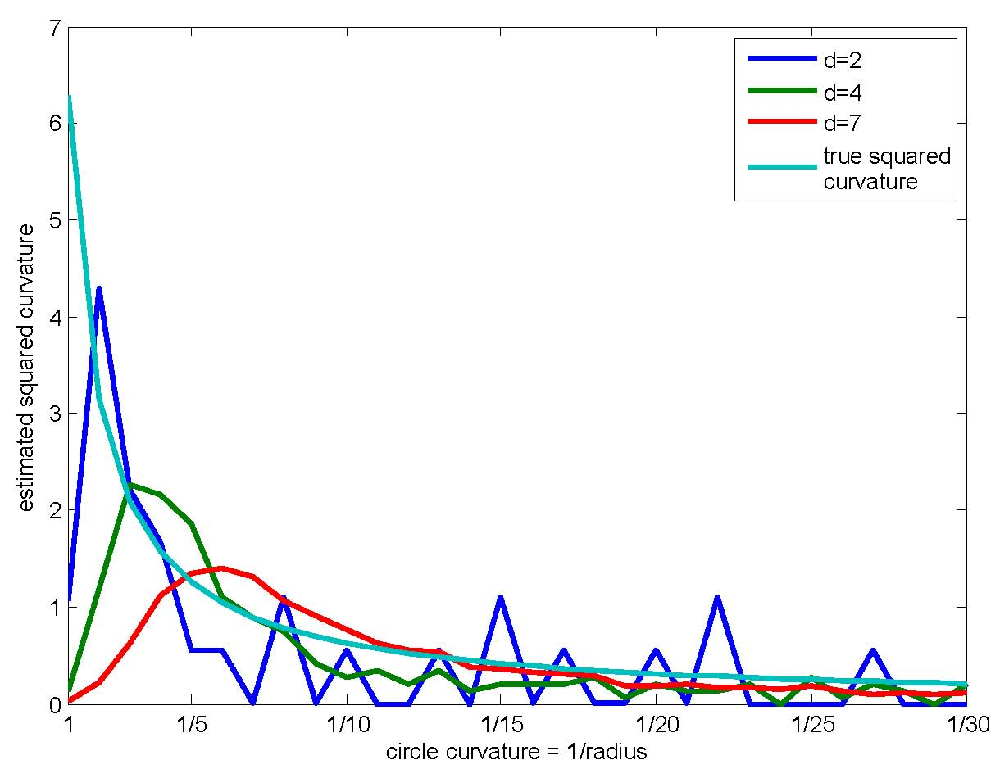 7
6
5
4
3
2
1
0
estimated squared curvature
d=2
d=4
d=7
true squared
curvature
1 1/5 1/10 1/15 1/20 1/25 1/30
circle curvature = 1/radius